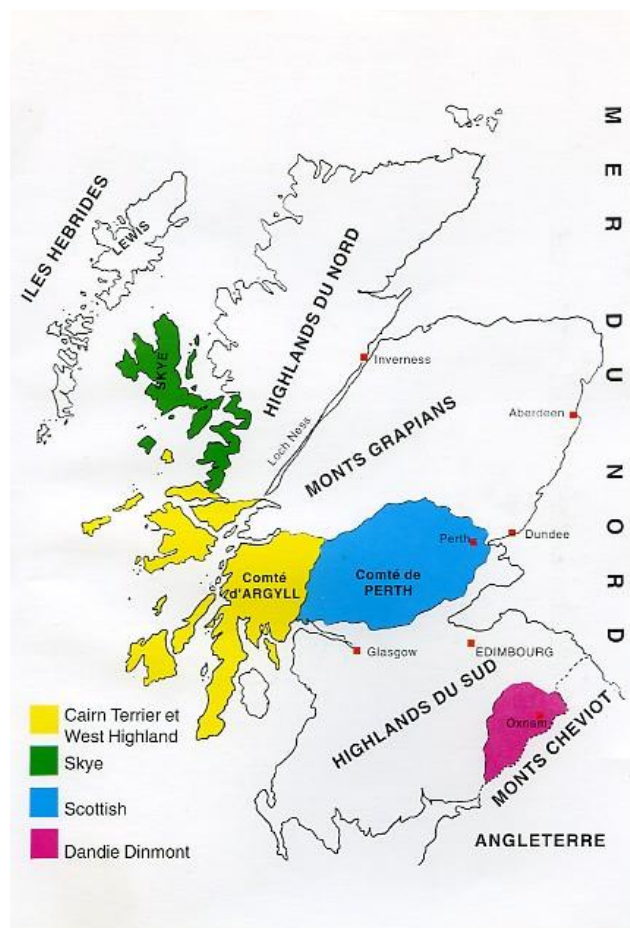 MER DU NORD
ILES HEBRIDES
LEWIS
HIGHLANDS DU NORD
SKYE
Inverness
Loch Ness
MONTS GRAPIANS
Aberdeen
Perth
Dundee
Comté
d'ARGYLL
Comté de
PERTH
Glasgow
EDIMBOURG
HIGHLANDS DU SUD
Oxnam
MONTS CHEVIOT
ANGLETERRE
Cairn Terrier et
West Highland
Skye
Scottish
Dandie Dinmont